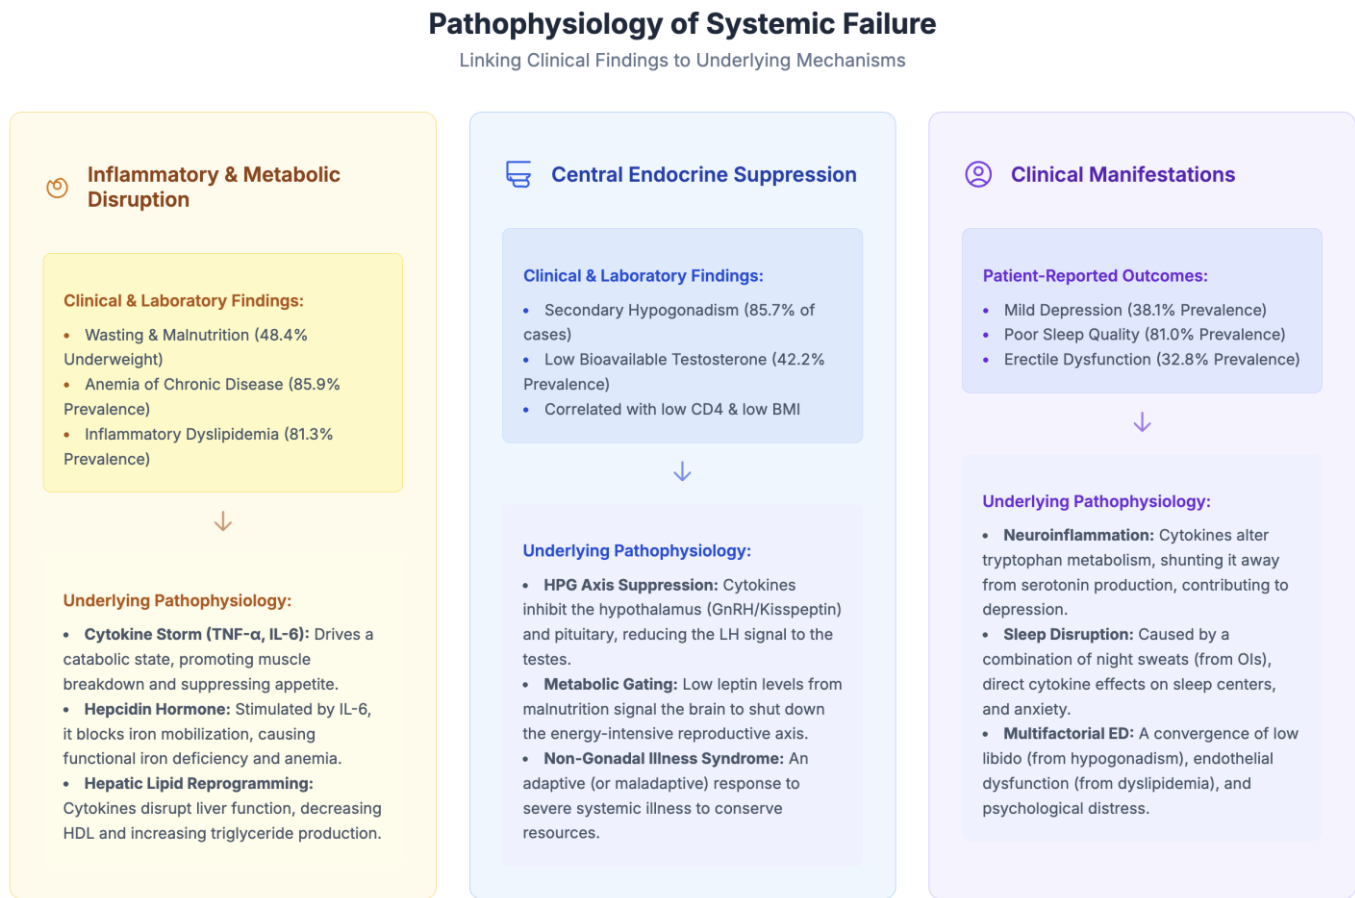 Pathophysiology of Systemic Failure
Linking Clinical Findings to Underlying Mechanisms
Inflammatory & Metabolic
Disruption
Clinical & Laboratory Findings:
• Wasting & Malnutrition (48.4%
Underweight)
• Anemia of Chronic Disease (85.9%
Prevalence)
• Inflammatory Dyslipidemia (81.3%
Prevalence)
Underlying Pathophysiology:
• Cytokine Storm (TNF-α, IL-6): Drives a
catabolic state, promoting muscle
breakdown and suppressing appetite.
• Hepcidin Hormone: Stimulated by IL-6,
it blocks iron mobilization, causing
functional iron deficiency and anemia.
• Hepatic Lipid Reprogramming:
Cytokines disrupt liver function, decreasing
HDL and increasing triglyceride production.
Central Endocrine Suppression
Clinical & Laboratory Findings:
• Secondary Hypogonadism (85.7% of
cases)
• Low Bioavailable Testosterone (42.2%
Prevalence)
• Correlated with low CD4 & low BMI
Underlying Pathophysiology:
• HPG Axis Suppression: Cytokines
inhibit the hypothalamus (GnRH/Kisspeptin)
and pituitary, reducing the LH signal to the
testes.
• Metabolic Gating: Low leptin levels from
malnutrition signal the brain to shut down
the energy-intensive reproductive axis.
• Non-Gonadal Illness Syndrome: An
adaptive (or maladaptive) response to
severe systemic illness to conserve
resources.
Clinical Manifestations
Patient-Reported Outcomes:
• Mild Depression (38.1% Prevalence)
• Poor Sleep Quality (81.0% Prevalence)
• Erectile Dysfunction (32.8% Prevalence)
Underlying Pathophysiology:
• Neuroinflammation: Cytokines alter
tryptophan metabolism, shunting it away
from serotonin production, contributing to
depression.
• Sleep Disruption: Caused by a
combination of night sweats (from OIs),
direct cytokine effects on sleep centers,
and anxiety.
• Multifactorial ED: A convergence of low
libido (from hypogonadism), endothelial
dysfunction (from dyslipidemia), and
psychological distress.